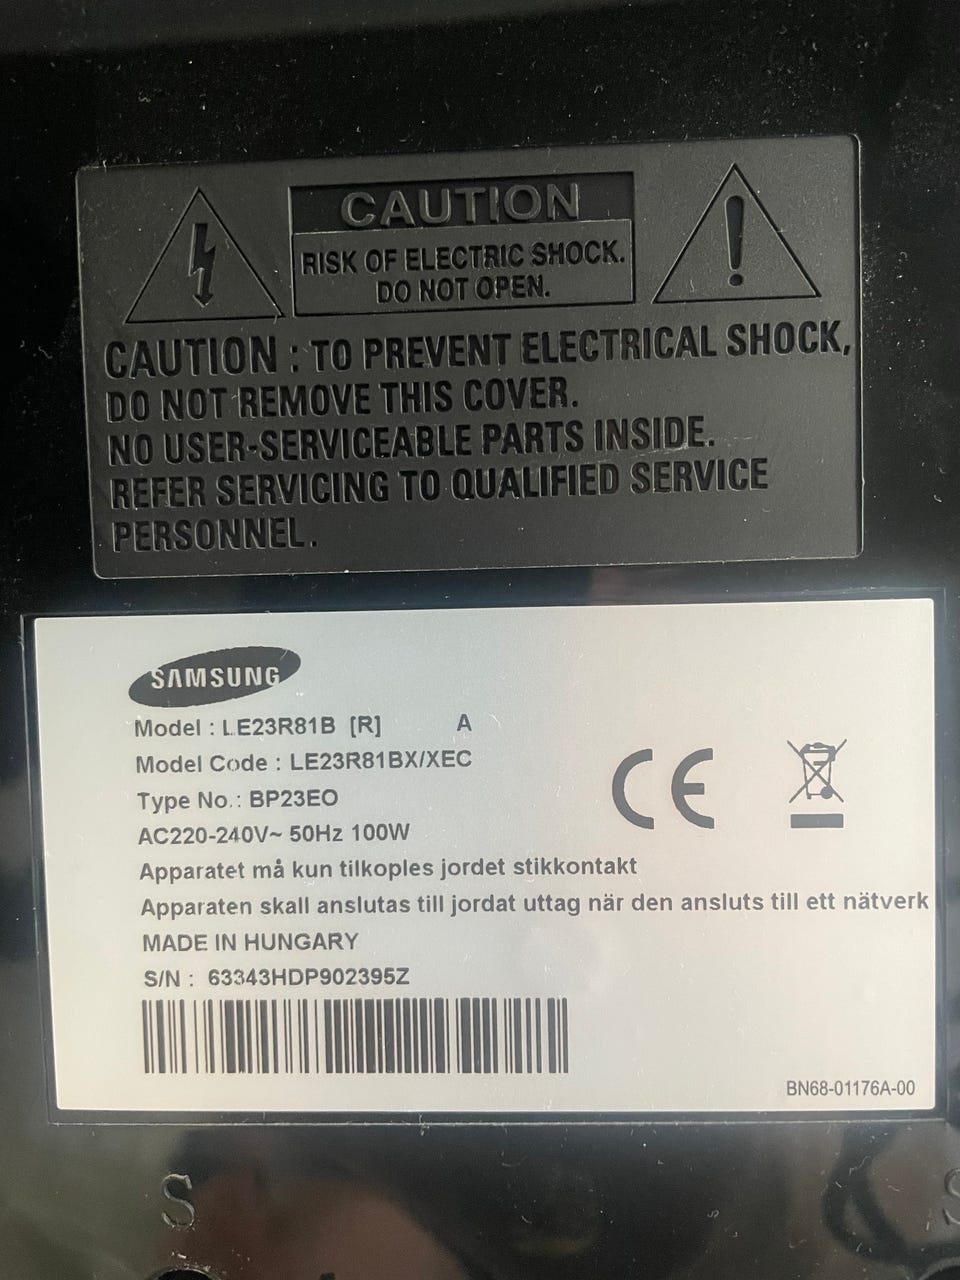 CAUTION
RISK OF ELECTRIC SHOCK.
DO NOT OPEN.
CAUTION : TO PREVENT ELECTRICAL SHOCK,
DO NOT REMOVE THIS COVER.
NO USER-SERVICEABLE PARTS INSIDE.
REFER SERVICING TO QUALIFIED SERVICE
PERSONNEL.
SAMSUNG
Model : LE23R81B [R] A
Model Code : LE23R81BX/XEC
Type No.: BP23EO
AC220-240V~ 50Hz 100W
Apparatet må kun tilkoples jordet stikkontakt
Apparaten skall anslutas till jordat uttag när den ansluts till ett nätverk
MADE IN HUNGARY
S/N : 63343HDP902395Z
CE
BN68-01176A-00
S
S